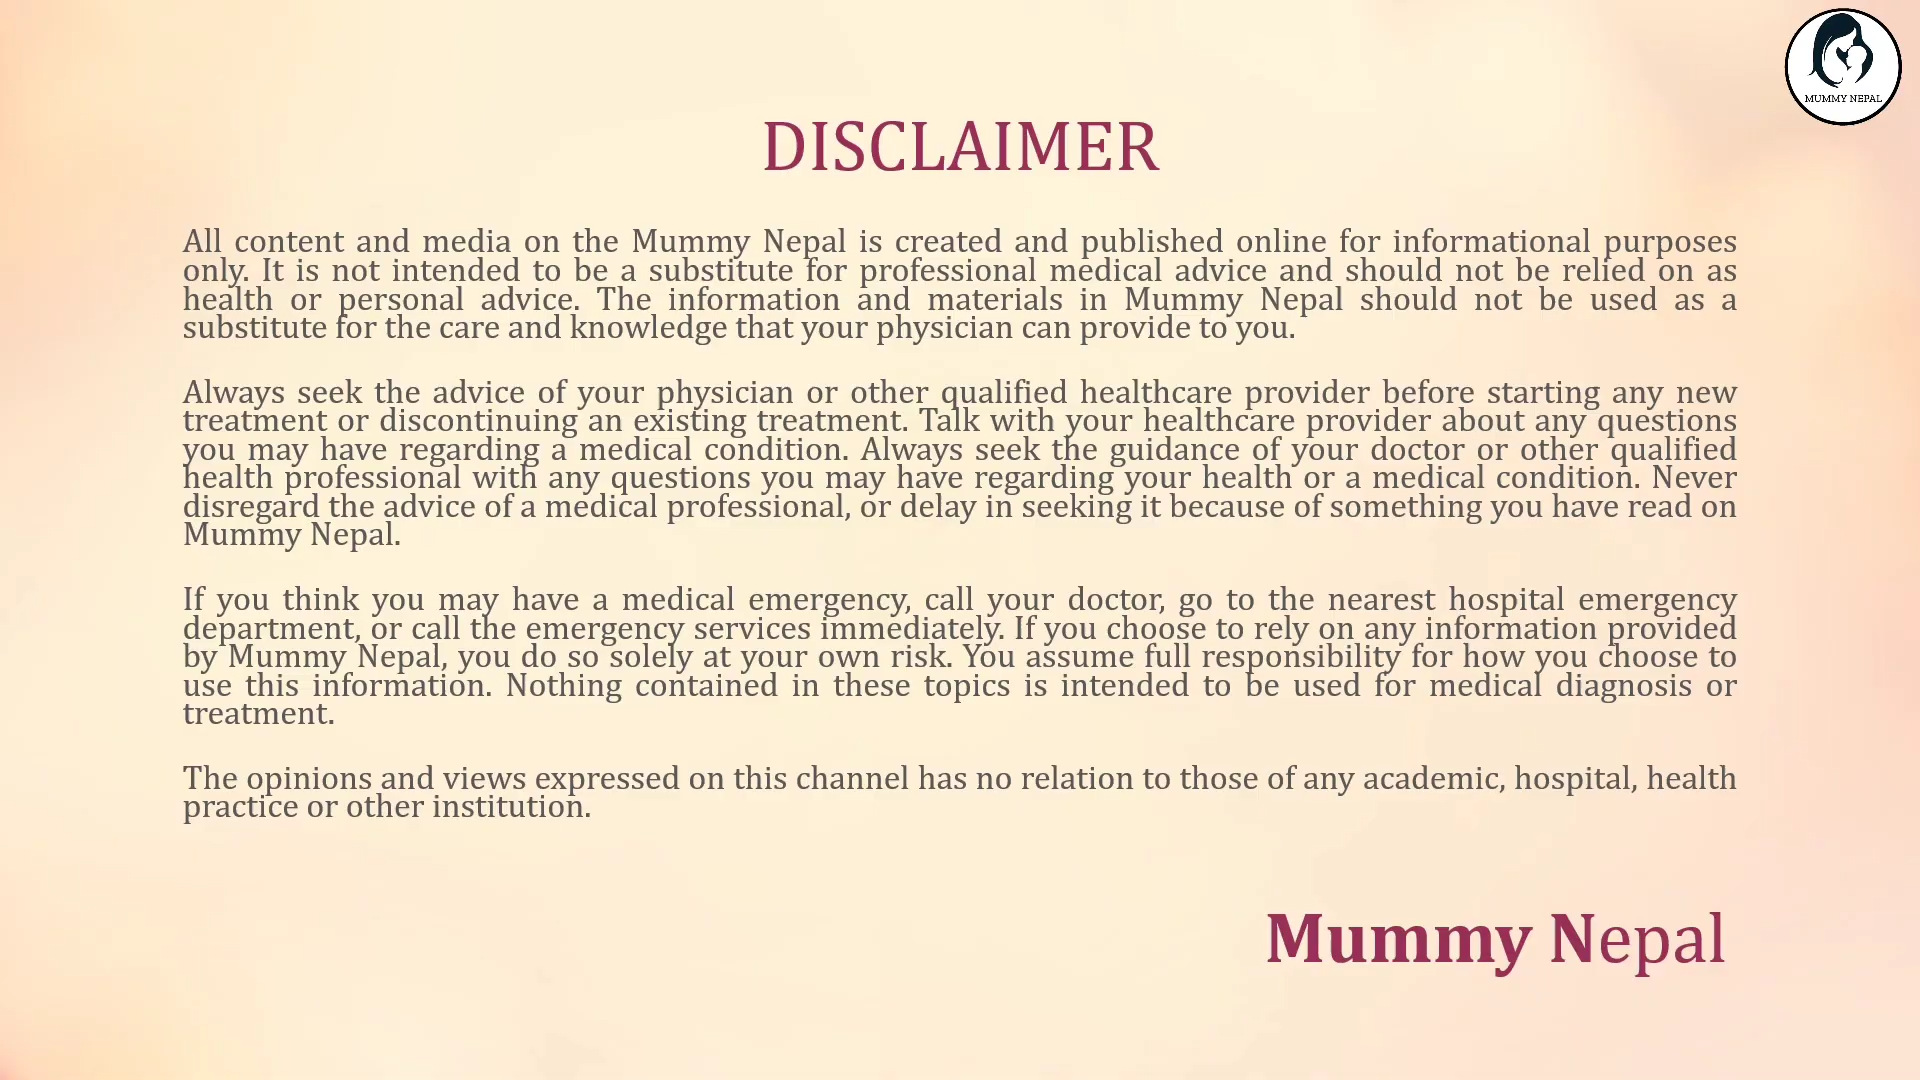 MUMMY NEPAL
DISCLAIMER
All content and media on the Mummy Nepal is created and published online for informational purposes
only. It is not intended to be a substitute for professional medical advice and should not be relied on as
health or personal advice. The information and materials in Mummy Nepal should not be used as a
substitute for the care and knowledge that your physician can provide to you.
Always seek the advice of your physician or other qualified healthcare provider before starting any new
treatment or discontinuing an existing treatment. Talk with your healthcare provider about any questions
you may have regarding a medical condition. Always seek the guidance of your doctor or other qualified
health professional with any questions you may have regarding your health or a medical condition. Never
disregard the advice of a medical professional, or delay in seeking it because of something you have read on
Mummy Nepal.
If you think you may have a medical emergency, call your doctor, go to the nearest hospital emergency
department, or call the emergency services immediately. If you choose to rely on any information provided
by Mummy Nepal, you do so solely at your own risk. You assume full responsibility for how you choose to
use this information. Nothing contained in these topics is intended to be used for medical diagnosis or
treatment.
The opinions and views expressed on this channel has no relation to those of any academic, hospital, health
practice or other institution.
Mummy Nepal